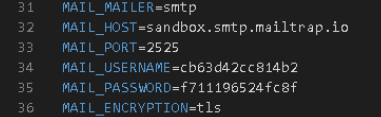 31 MAIL_MAILER=smtp
32 MAIL_HOST=sandbox.smtp.mailtrap.io
33 MAIL_PORT=2525
34 MAIL_USERNAME=cb63d42cc814b2
35 MAIL_PASSWORD=f711196524fc8f
36 MAIL_ENCRYPTION=tls